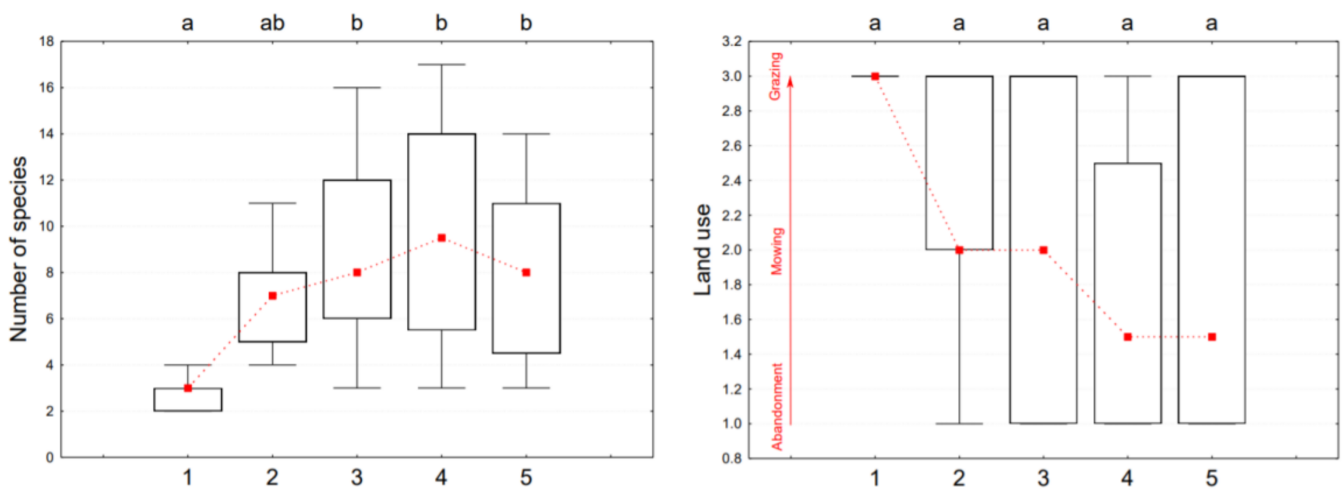 a ab b b b
18
16
14
12
10
8
6
4
2
0
Number of species
1 2 3 4 5
a a a a a
3.2
3.0
2.8
2.6
2.4
2.2
2.0
1.8
1.6
1.4
1.2
1.0
0.8
Land use
Grazing
Mowing
Abandonment
1 2 3 4 5